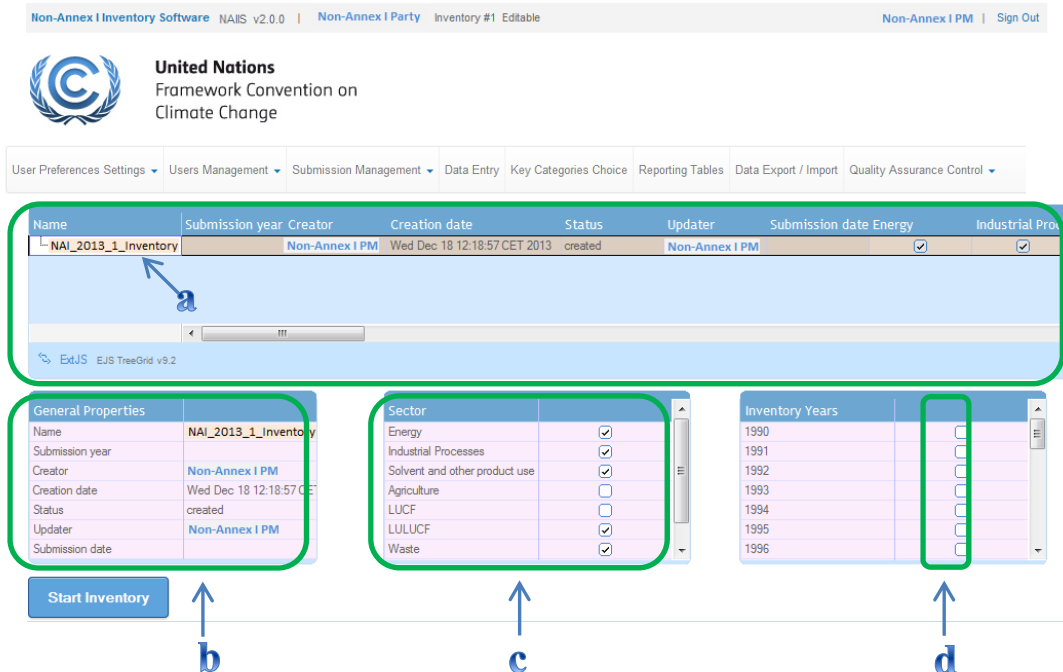 Non-Annex I Inventory Software NAIIS v2.0.0 | Non-Annex I Party Inventory #1 Editable Non-Annex I PM | Sign Out
United Nations
Framework Convention on
Climate Change
User Preferences Settings Users Management Submission Management Data Entry Key Categories Choice Reporting Tables Data Export / Import Quality Assurance Control
Name Submission year Creator Creation date Status Updater Submission date Energy Industrial Proc
NAI_2013_1_Inventory Non-Annex I PM Wed Dec 18 12:18:57 CET 2013 created Non-Annex I PM
a
ExtJS EJS TreeGrid v9.2
General Properties
Name NAI_2013_1_Inventory
Submission year
Creator Non-Annex I PM
Creation date Wed Dec 18 12:18:57 CET
Status created
Updater Non-Annex I PM
Submission date
Sector
Energy
Industrial Processes
Solvent and other product use
Agriculture
LUCF
LULUCF
Waste
Inventory Years
1990
1991
1992
1993
1994
1995
1996
Start Inventory
b
c
d